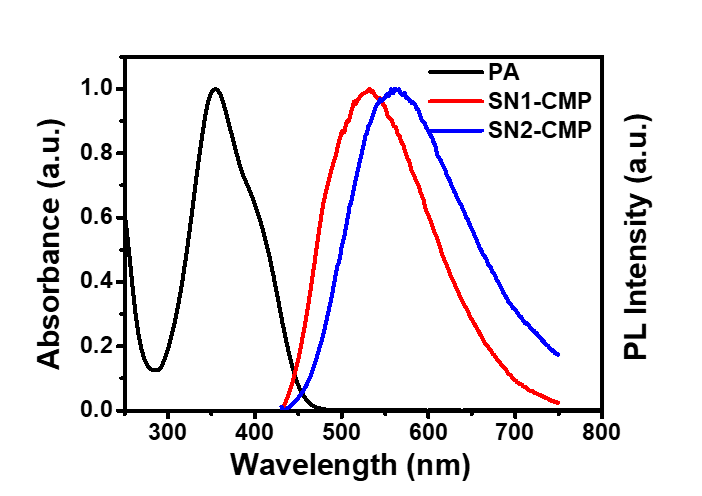 PA
SN1-CMP
SN2-CMP
1.0
0.8
0.6
0.4
0.2
0.0
Absorbance (a.u.)
PL Intensity (a.u.)
300 400 500 600 700 800
Wavelength (nm)